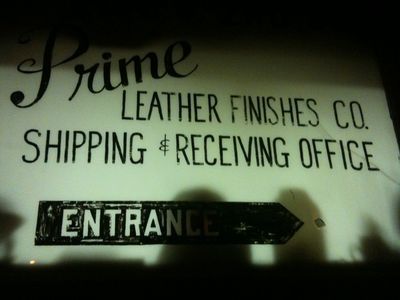 Prime
LEATHER FINISHES CO.
SHIPPING & RECEIVING OFFICE
ENTRANCE